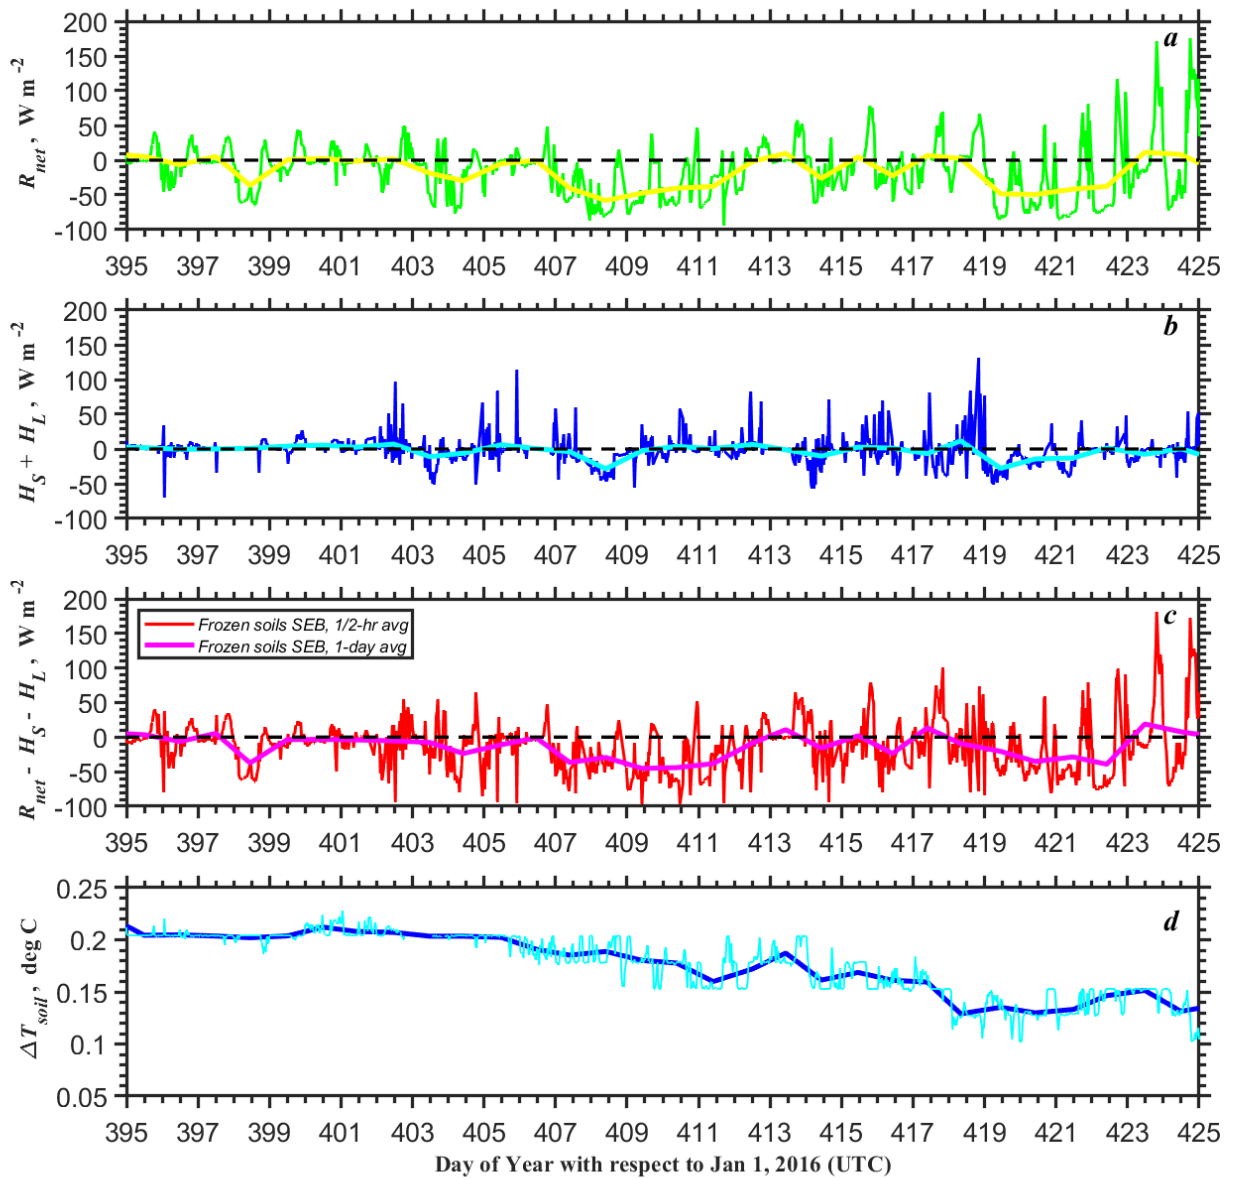 a
R_net , W m⁻²
200
150
100
50
0
-50
-100
395 397 399 401 403 405 407 409 411 413 415 417 419 421 423 425
b
H_S + H_L , W m⁻²
200
150
100
50
0
-50
-100
395 397 399 401 403 405 407 409 411 413 415 417 419 421 423 425
c
R_net - H_S - H_L , W m⁻²
200
150
100
50
0
-50
-100
Frozen soils SEB, 1/2-hr avg
Frozen soils SEB, 1-day avg
395 397 399 401 403 405 407 409 411 413 415 417 419 421 423 425
d
ΔT_soil , deg C
0.25
0.2
0.15
0.1
0.05
395 397 399 401 403 405 407 409 411 413 415 417 419 421 423 425
Day of Year with respect to Jan 1, 2016 (UTC)